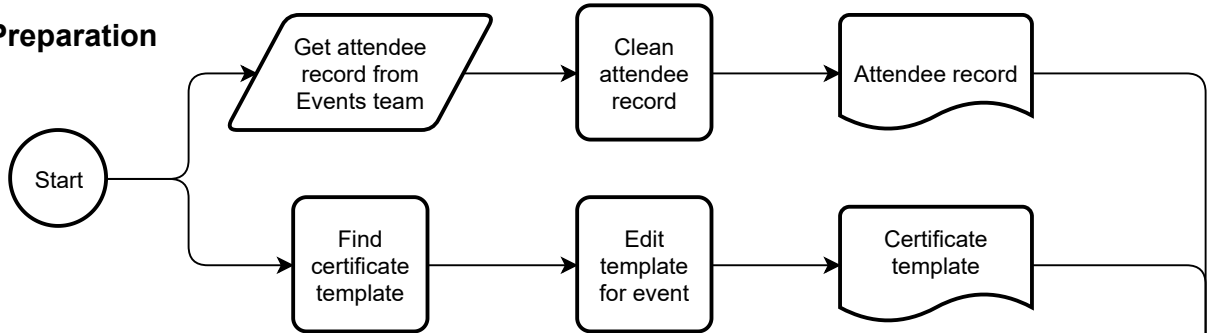 Preparation
Get attendee
record from
Events team
Clean
attendee
record
Attendee record
Start
Find
certificate
template
Edit
template
for event
Certificate
template